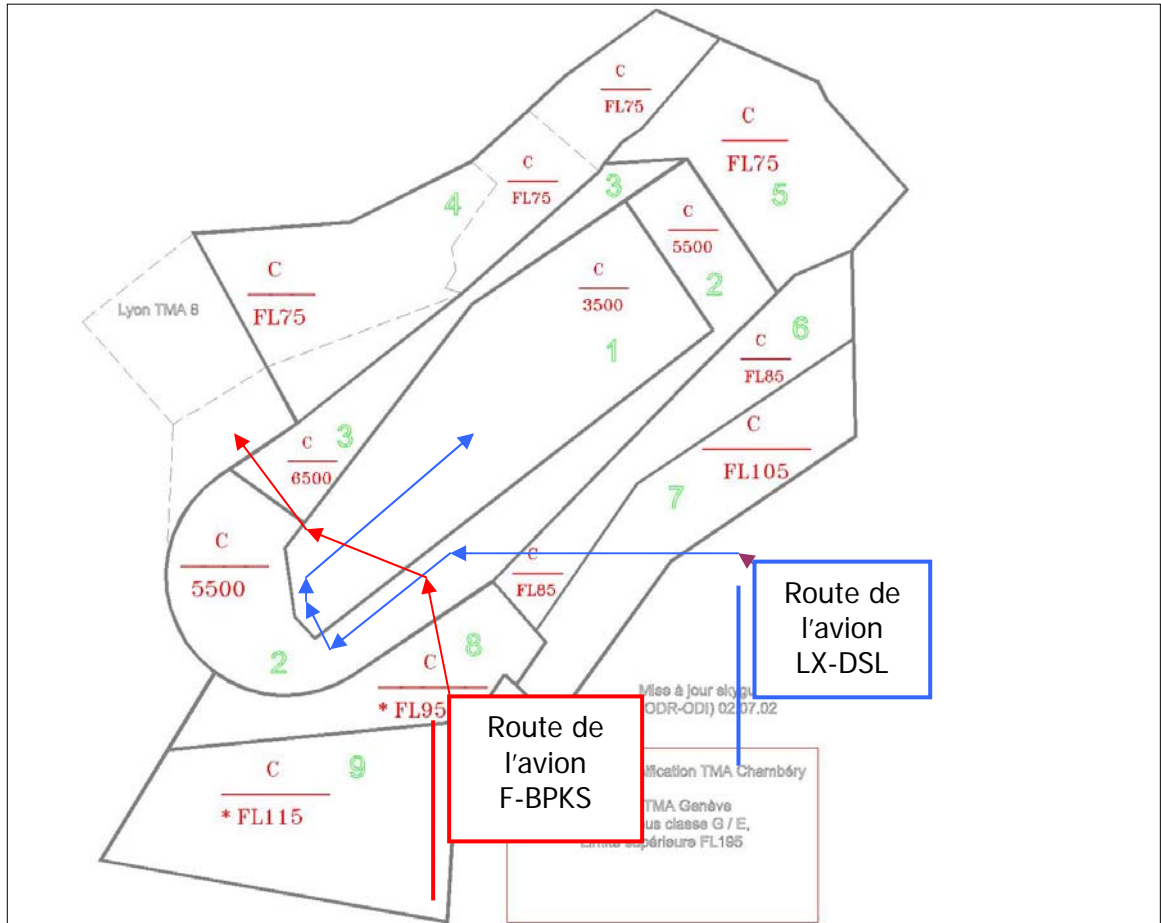 C
FL75
C
FL75
C
FL75
5
4
3
C
5500
2
C
FL75
Lyon TMA 8
C
3500
1
6
C
FL85
C
FL105
7
C
6500
3
C
5500
2
C
FL85
8
C
* FL95
Route de
l'avion
LX-DSL
Mise à jour
02.07.02
Route de
l'avion
F-BPKS
TMA Chambéry
TMA Genève
classe G / E,
supérieure FL195
C
* FL115
9